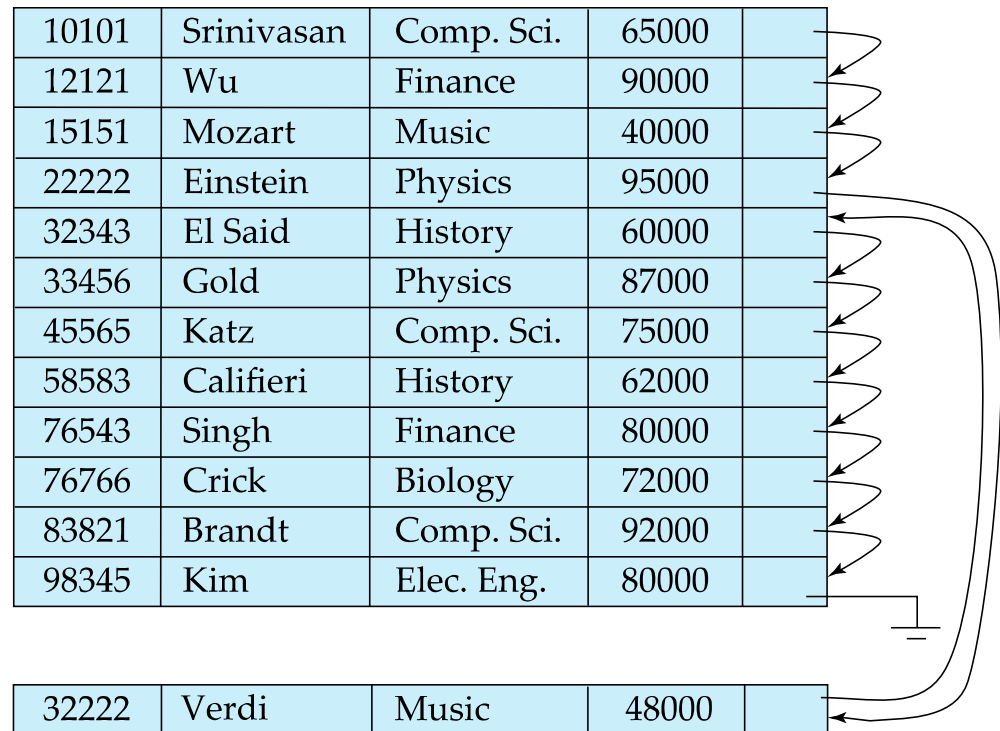 10101 Srinivasan Comp. Sci. 65000
12121 Wu Finance 90000
15151 Mozart Music 40000
22222 Einstein Physics 95000
32343 El Said History 60000
33456 Gold Physics 87000
45565 Katz Comp. Sci. 75000
58583 Califieri History 62000
76543 Singh Finance 80000
76766 Crick Biology 72000
83821 Brandt Comp. Sci. 92000
98345 Kim Elec. Eng. 80000
32222 Verdi Music 48000